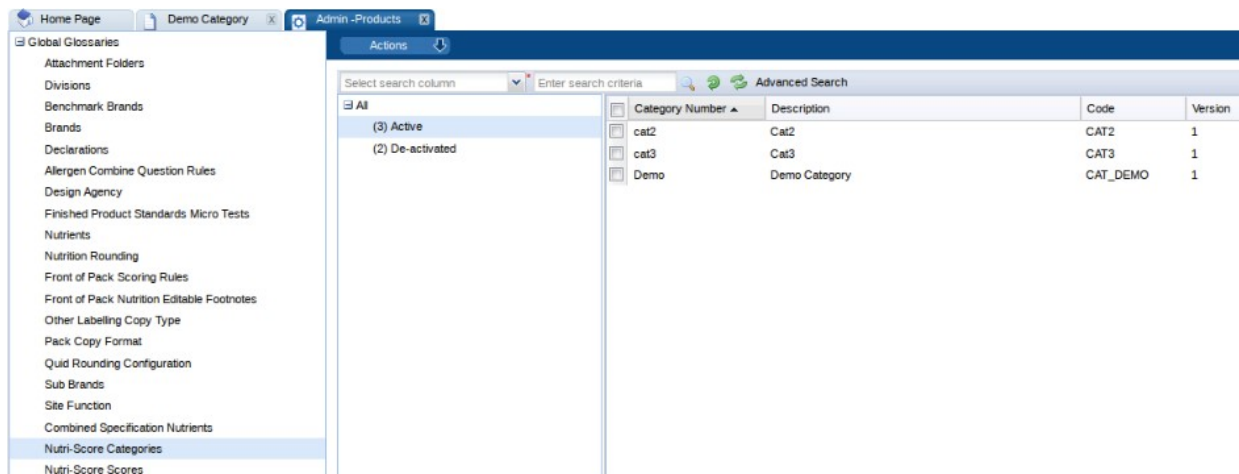 Home Page Demo Category Admin -Products
Actions
Global Glossaries
Attachment Folders
Divisions
Benchmark Brands
Brands
Declarations
Allergen Combine Question Rules
Design Agency
Finished Product Standards Micro Tests
Nutrients
Nutrition Rounding
Front of Pack Scoring Rules
Front of Pack Nutrition Editable Footnotes
Other Labelling Copy Type
Pack Copy Format
Quid Rounding Configuration
Sub Brands
Site Function
Combined Specification Nutrients
Nutri-Score Categories
Nutri-Score Scores
Select search column * Enter search criteria Advanced Search
All
(3) Active
(2) De-activated
Category Number Description Code Version
cat2 Cat2 CAT2 1
cat3 Cat3 CAT3 1
Demo Demo Category CAT_DEMO 1